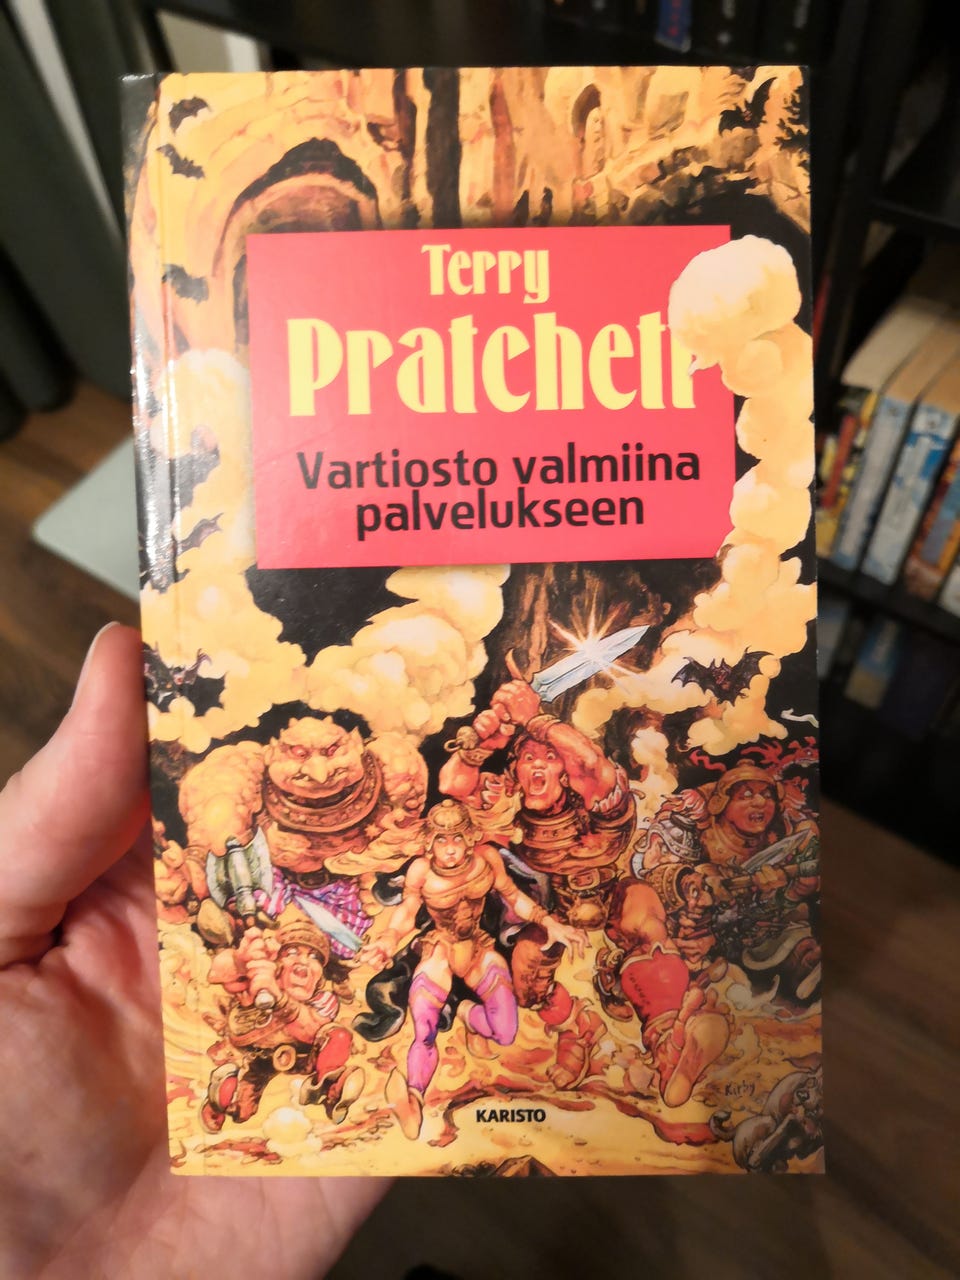 Terry
Pratchett
Vartiosto valmiina
palvelukseen
Kirby
KARISTO